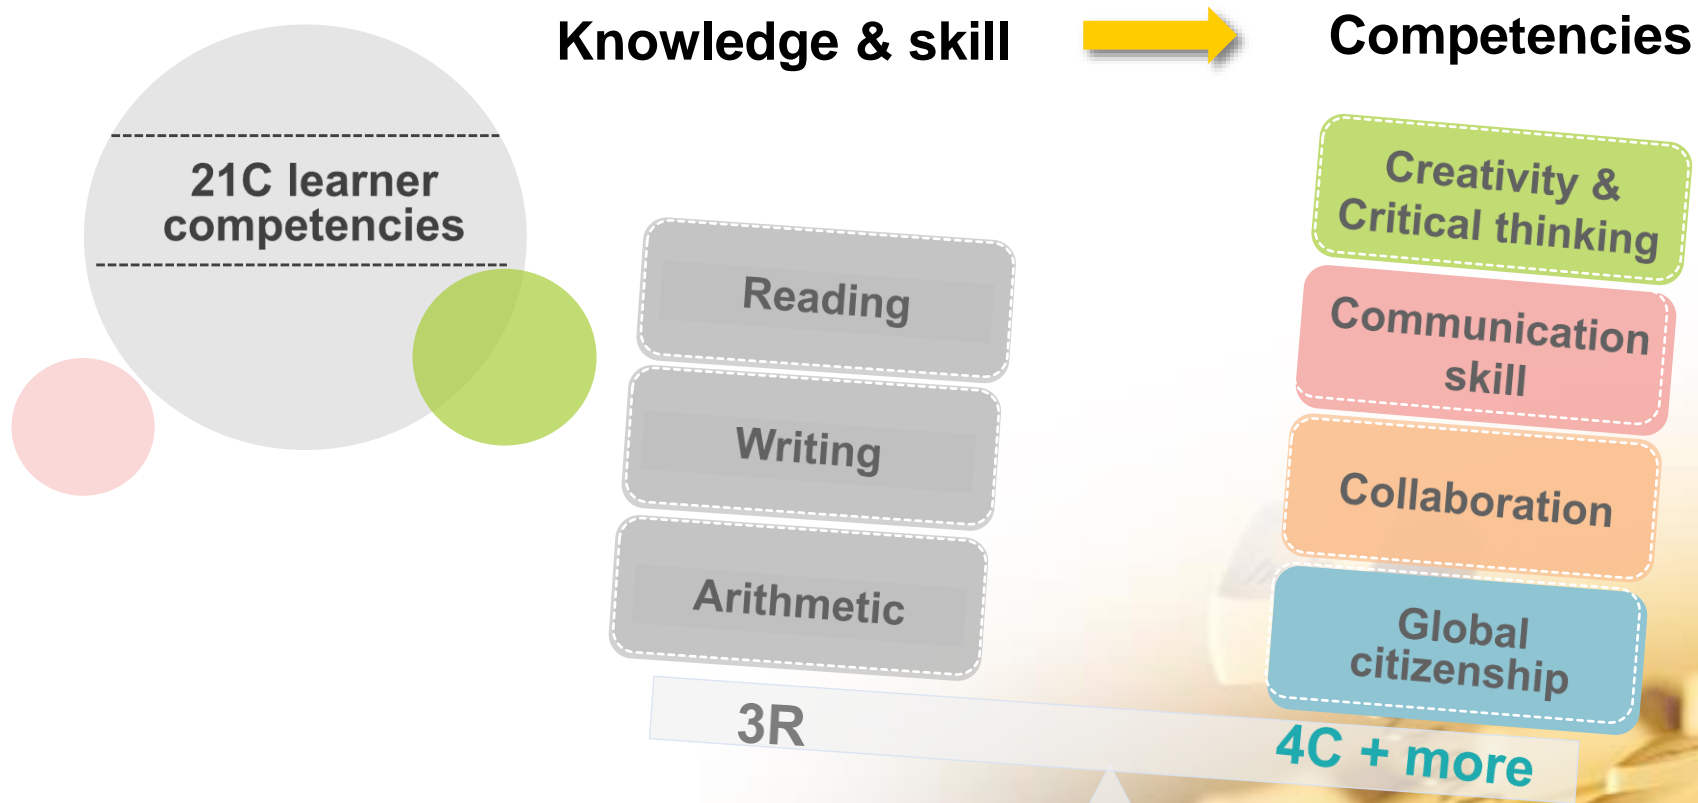 Knowledge & skill
Competencies
21C learner
competencies
Reading
Writing
Arithmetic
3R
Creativity &
Critical thinking
Communication
skill
Collaboration
Global
citizenship
4C + more